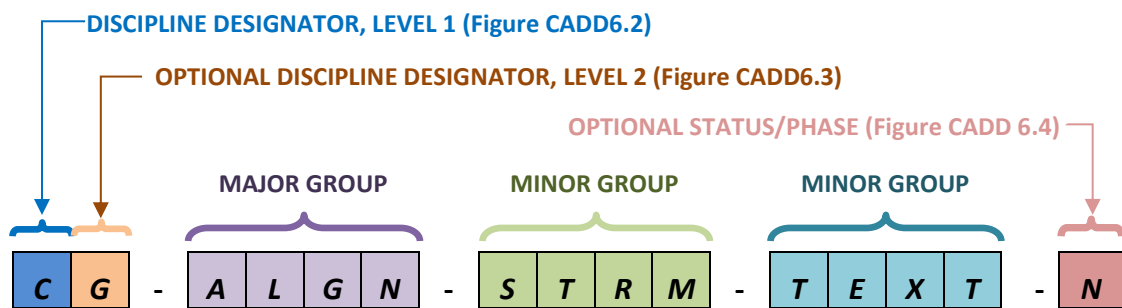 DISCIPLINE DESIGNATOR, LEVEL 1 (Figure CADD6.2)
OPTIONAL DISCIPLINE DESIGNATOR, LEVEL 2 (Figure CADD6.3)
OPTIONAL STATUS/PHASE (Figure CADD 6.4)
MAJOR GROUP MINOR GROUP MINOR GROUP
C G - A L G N - S T R M - T E X T - N